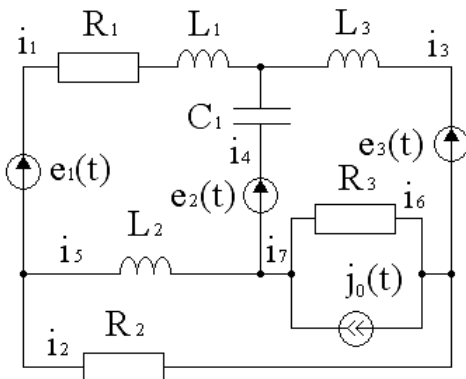 i₁ R₁ L₁ L₃ i₃
C₁
i₄
e₁(t) e₂(t) e₃(t)
R₃ i₆
i₅ L₂ i₇
j₀(t)
i₂ R₂